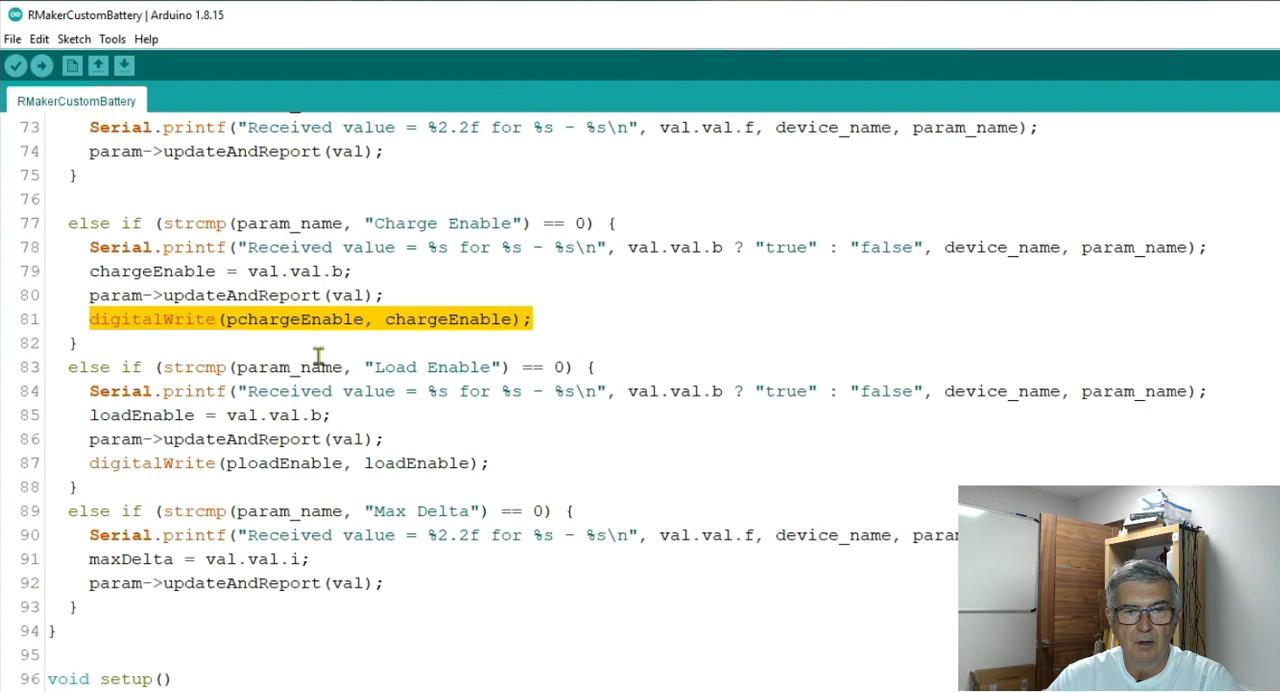 RMakerCustomBattery | Arduino 1.8.15
File Edit Sketch Tools Help
RMakerCustomBattery
73 Serial.printf("Received value = %2.2f for %s - %s\n", val.val.f, device_name, param_name);
74 param->updateAndReport(val);
75 }
76
77 else if (strcmp(param_name, "Charge Enable") == 0) {
78 Serial.printf("Received value = %s for %s - %s\n", val.val.b ? "true" : "false", device_name, param_name);
79 chargeEnable = val.val.b;
80 param->updateAndReport(val);
81 digitalWrite(pchargeEnable, chargeEnable);
82 }
83 else if (strcmp(param_name, "Load Enable") == 0) {
84 Serial.printf("Received value = %s for %s - %s\n", val.val.b ? "true" : "false", device_name, param_name);
85 loadEnable = val.val.b;
86 param->updateAndReport(val);
87 digitalWrite(ploadEnable, loadEnable);
88 }
89 else if (strcmp(param_name, "Max Delta") == 0) {
90 Serial.printf("Received value = %2.2f for %s - %s\n", val.val.f, device_name, para
91 maxDelta = val.val.i;
92 param->updateAndReport(val);
93 }
94 }
95
96 void setup()